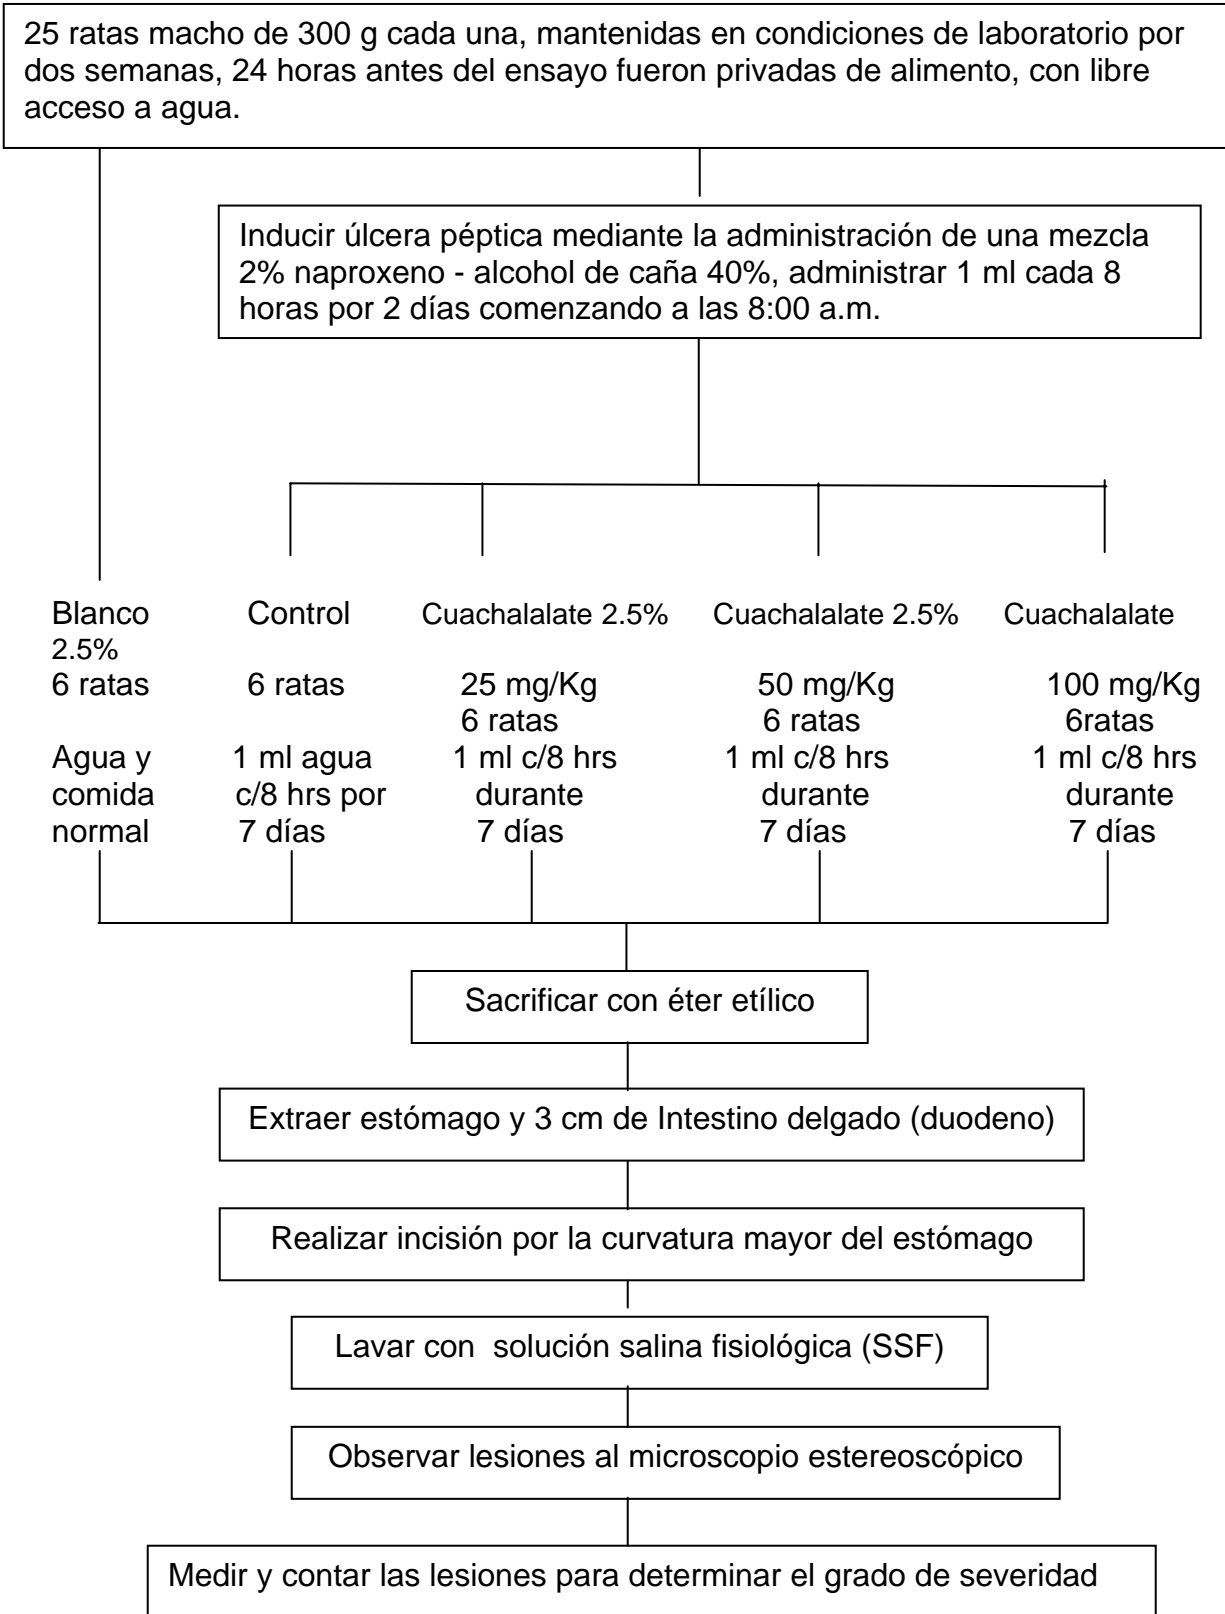 25 ratas macho de 300 g cada una, mantenidas en condiciones de laboratorio por
dos semanas, 24 horas antes del ensayo fueron privadas de alimento, con libre
acceso a agua.
Inducir úlcera péptica mediante la administración de una mezcla
2% naproxeno - alcohol de caña 40%, administrar 1 ml cada 8
horas por 2 días comenzando a las 8:00 a.m.
Blanco Control Cuachalalate 2.5% Cuachalalate 2.5% Cuachalalate
2.5%
6 ratas 6 ratas 25 mg/Kg 50 mg/Kg 100 mg/Kg
6 ratas 6 ratas 6ratas
Agua y 1 ml agua 1 ml c/8 hrs 1 ml c/8 hrs 1 ml c/8 hrs
comida c/8 hrs por durante durante durante
normal 7 días 7 días 7 días 7 días
Sacrificar con éter etílico
Extraer estómago y 3 cm de Intestino delgado (duodeno)
Realizar incisión por la curvatura mayor del estómago
Lavar con solución salina fisiológica (SSF)
Observar lesiones al microscopio estereoscópico
Medir y contar las lesiones para determinar el grado de severidad